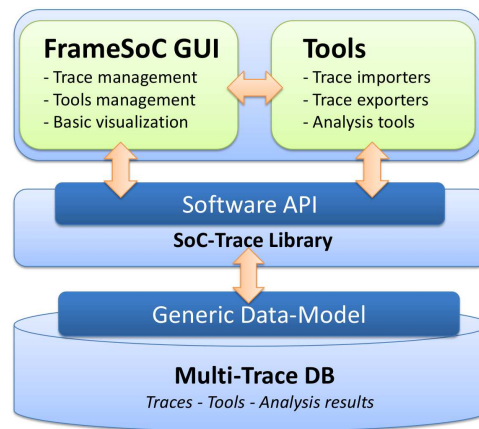 FrameSoC GUI
- Trace management
- Tools management
- Basic visualization
Tools
- Trace importers
- Trace exporters
- Analysis tools
Software API
SoC-Trace Library
Generic Data-Model
Multi-Trace DB
Traces - Tools - Analysis results